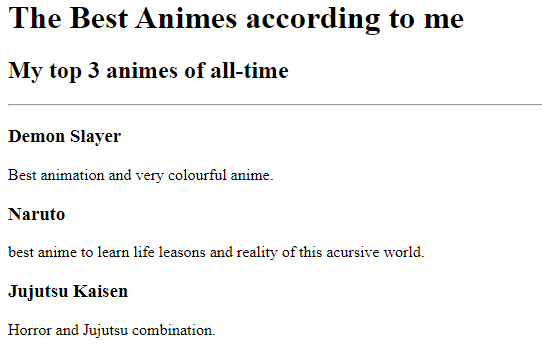 The Best Animes according to me
My top 3 animes of all-time
Demon Slayer
Best animation and very colourful anime.
Naruto
best anime to learn life leasons and reality of this acursive world.
Jujutsu Kaisen
Horror and Jujutsu combination.